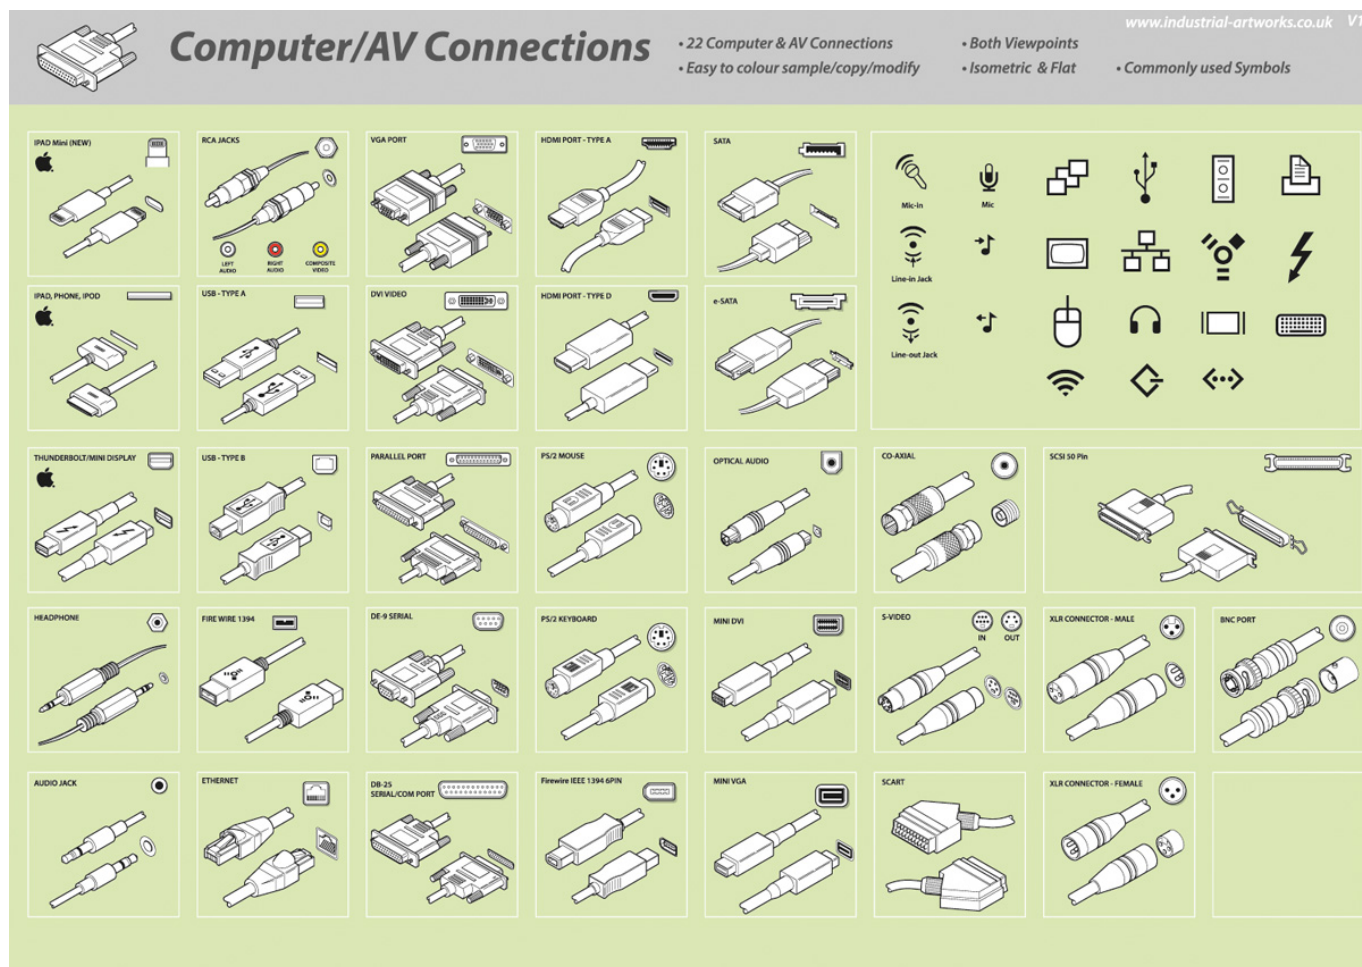 www.industrial-artworks.co.uk V1
Computer/AV Connections
• 22 Computer & AV Connections
• Easy to colour sample/copy/modify
• Both Viewpoints
• Isometric & Flat
• Commonly used Symbols
IPAD Mini (NEW)
RCA JACKS
LEFT
AUDIO
RIGHT
AUDIO
COMPOSITE
VIDEO
VGA PORT
HDMI PORT - TYPE A
SATA
Mic-in
Mic
Line-in Jack
Line-out Jack
IPAD, PHONE, IPOD
USB - TYPE A
DVI VIDEO
HDMI PORT - TYPE D
e-SATA
THUNDERBOLT/MINI DISPLAY
USB - TYPE B
PARALLEL PORT
PS/2 MOUSE
OPTICAL AUDIO
CO-AXIAL
SCSI 50 Pin
HEADPHONE
FIRE WIRE 1394
DE-9 SERIAL
PS/2 KEYBOARD
MINI DVI
S-VIDEO
IN
OUT
XLR CONNECTOR - MALE
BNC PORT
AUDIO JACK
ETHERNET
DB-25
SERIAL/COM PORT
Firewire IEEE 1394 6PIN
MINI VGA
SCART
XLR CONNECTOR - FEMALE